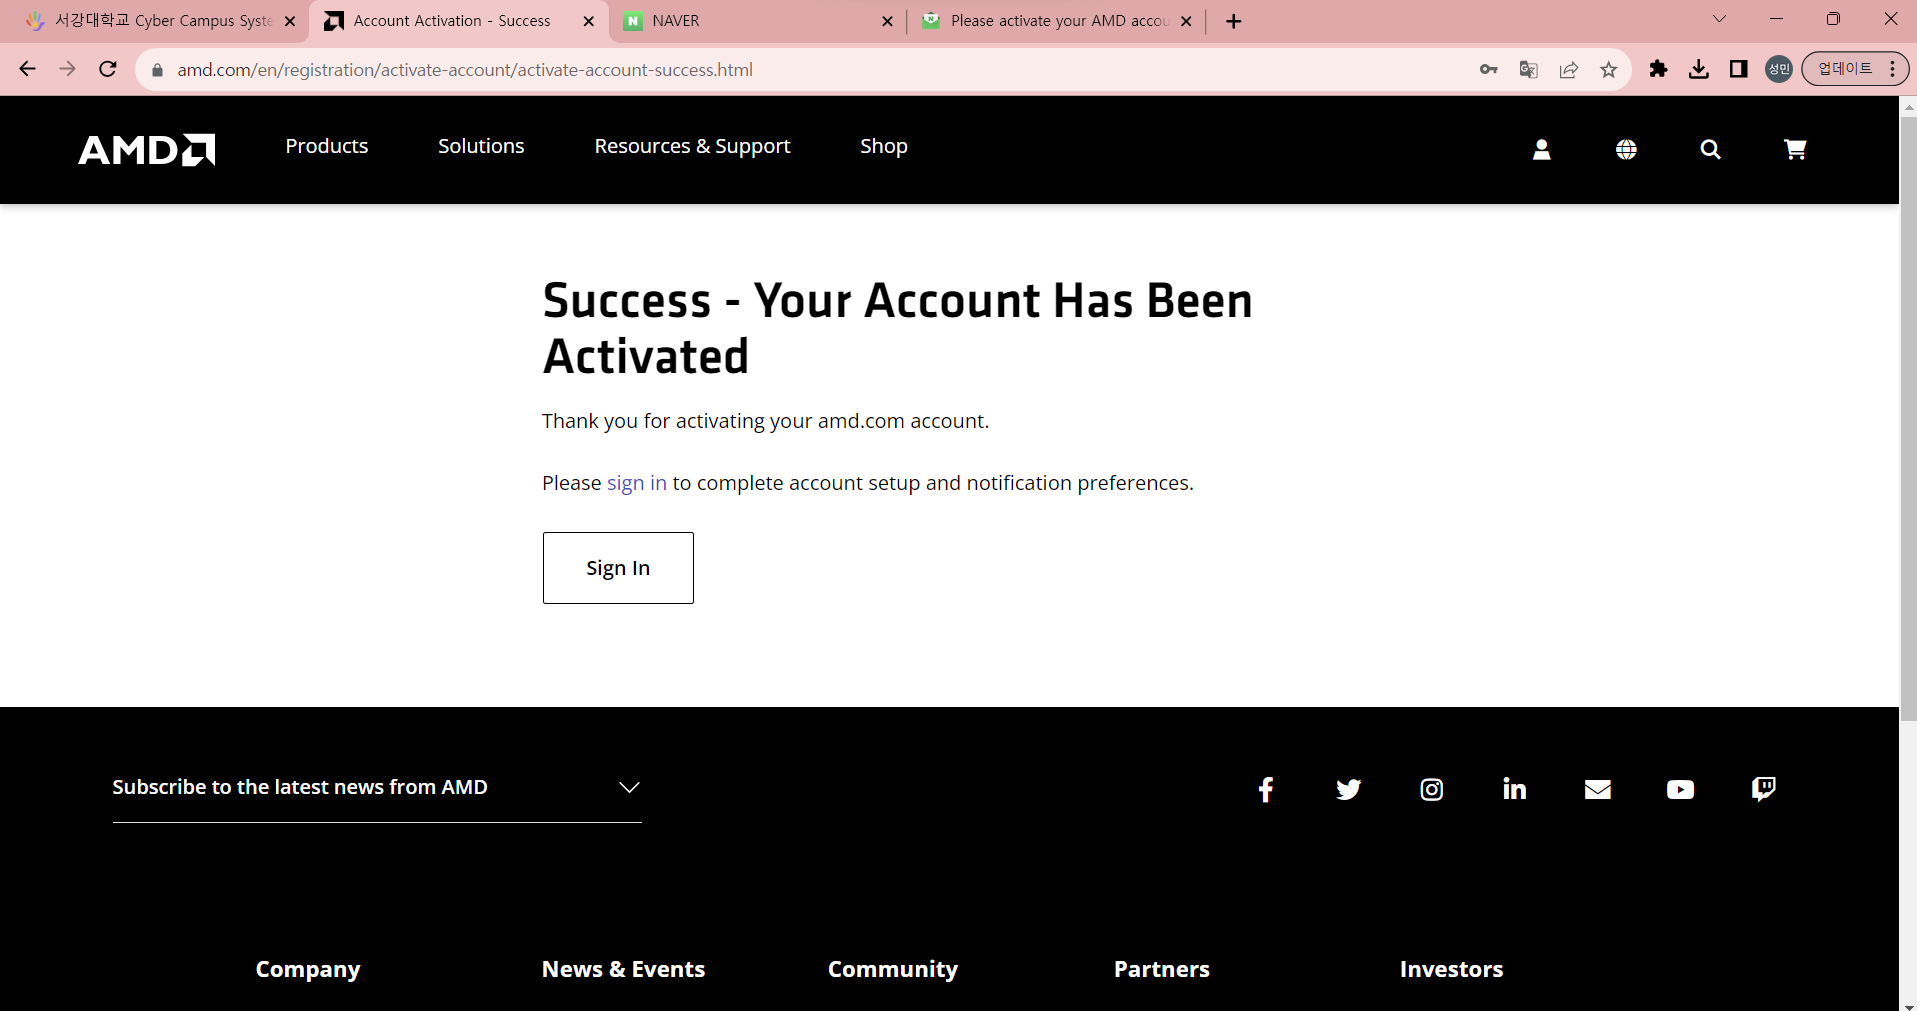 서강대학교 Cyber Campus Syste
Account Activation - Success
NAVER
Please activate your AMD accou
amd.com/en/registration/activate-account/activate-account-success.html
성민
업데이트
AMD
Products
Solutions
Resources & Support
Shop
Success - Your Account Has Been
Activated
Thank you for activating your amd.com account.
Please sign in to complete account setup and notification preferences.
Sign In
Subscribe to the latest news from AMD
Company
News & Events
Community
Partners
Investors